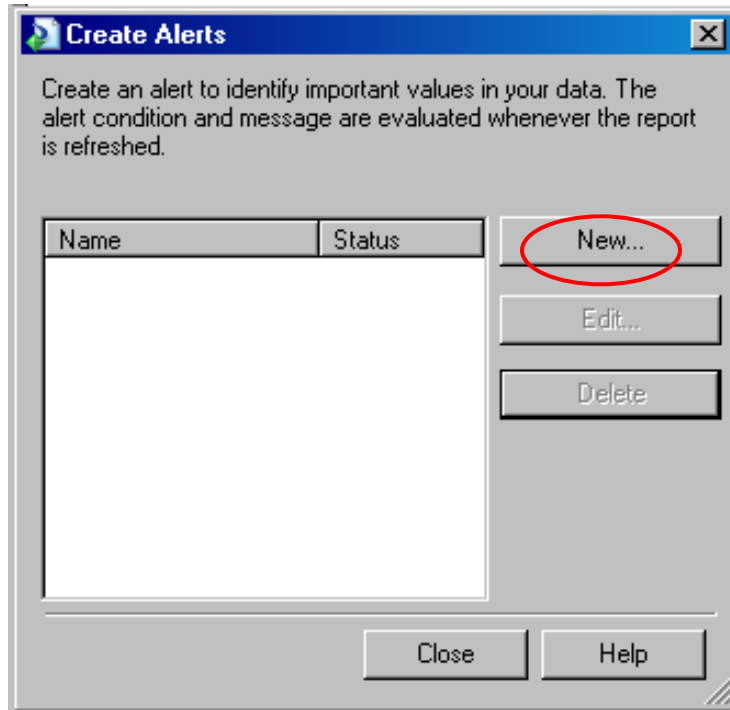 Create Alerts
Create an alert to identify important values in your data. The
alert condition and message are evaluated whenever the report
is refreshed.
Name Status
New...
Edit...
Delete
Close Help